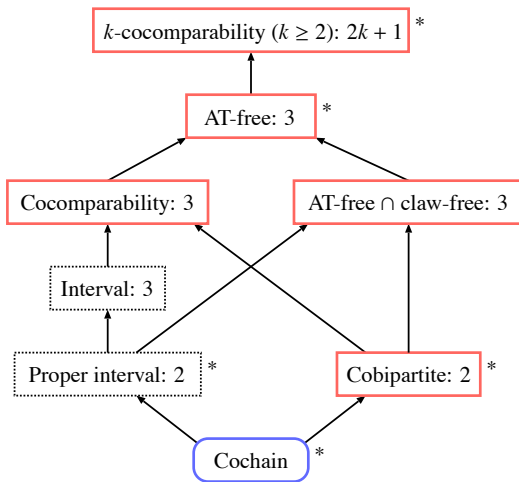 k-cocomparability (k ≥ 2): 2k + 1 *
AT-free: 3 *
Cocomparability: 3
AT-free ∩ claw-free: 3
Interval: 3
Proper interval: 2 *
Cobipartite: 2 *
Cochain *